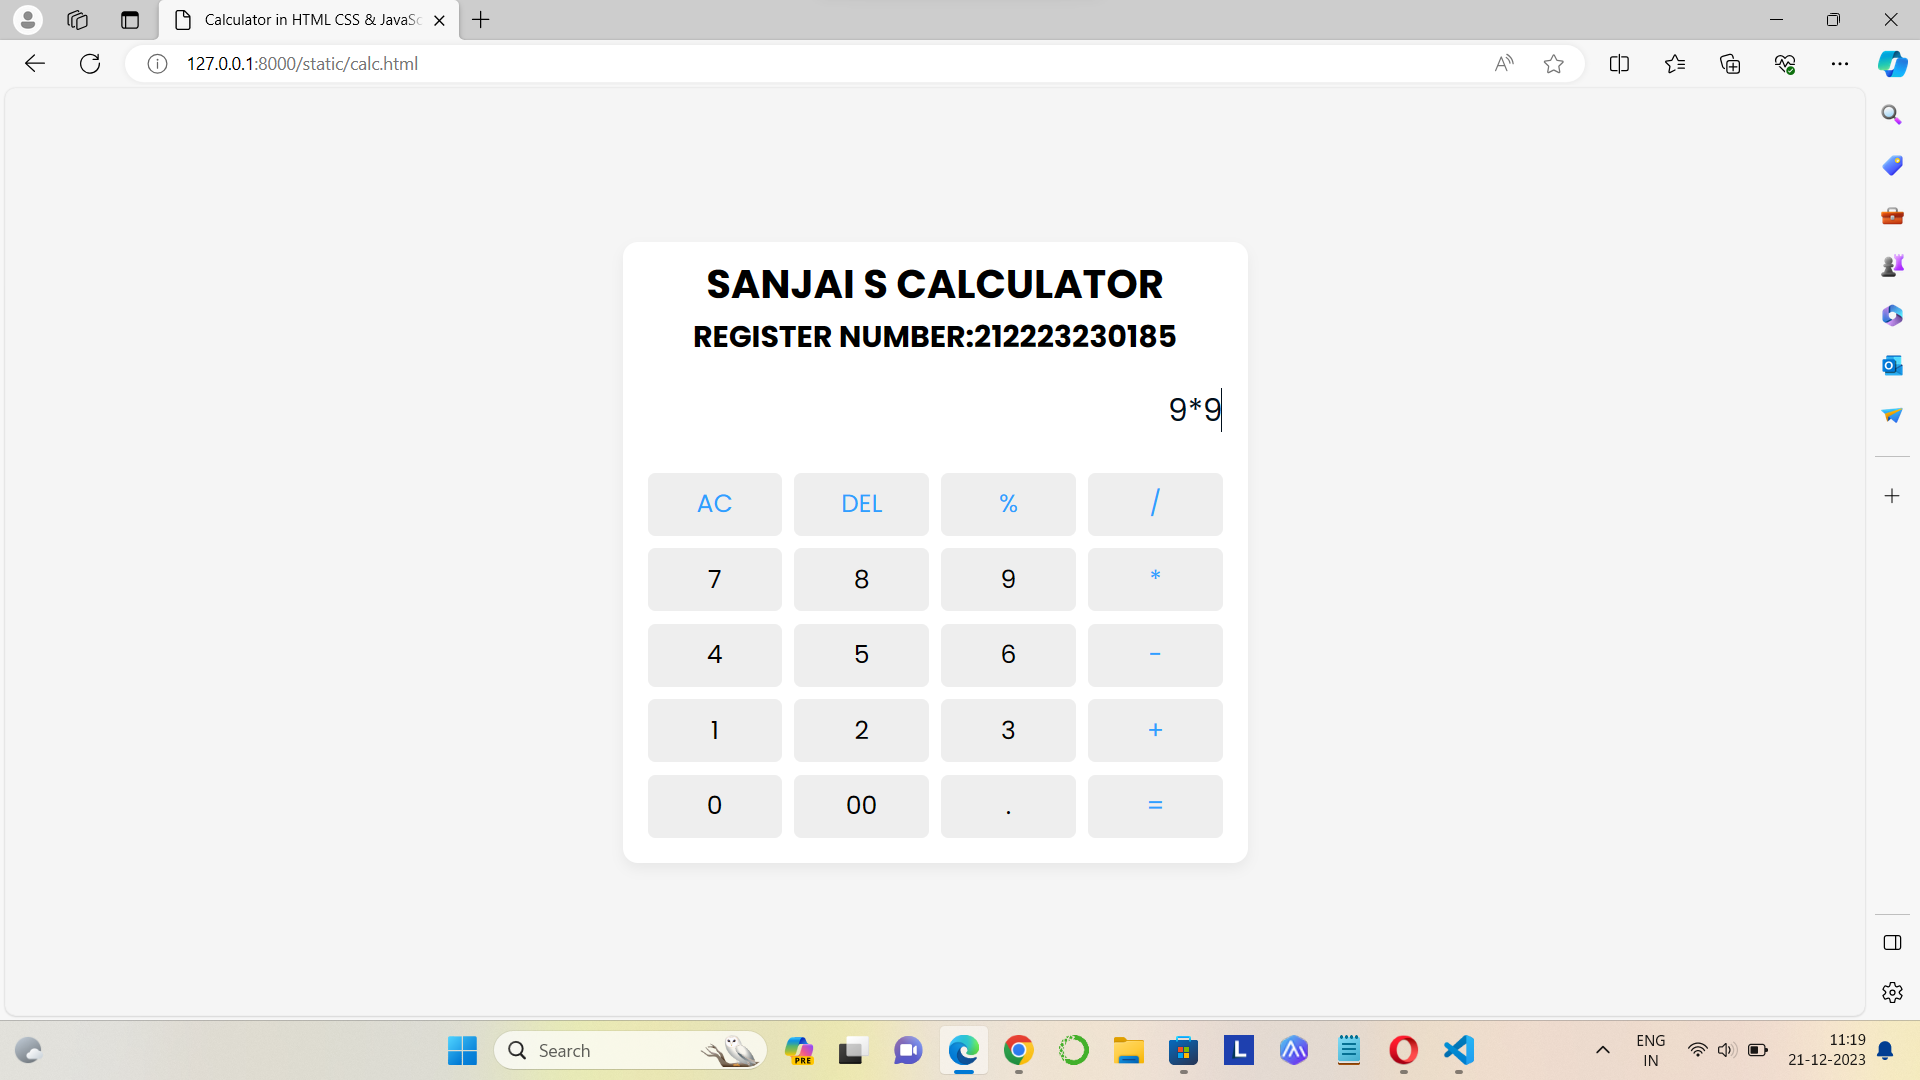 Calculator in HTML CSS & JavaSc
127.0.0.1:8000/static/calc.html
SANJAI S CALCULATOR
REGISTER NUMBER:212223230185
9*9
AC DEL % /
7 8 9 *
4 5 6 -
1 2 3 +
0 00 . =
Search
PRE
L
ENG
IN
11:19
21-12-2023